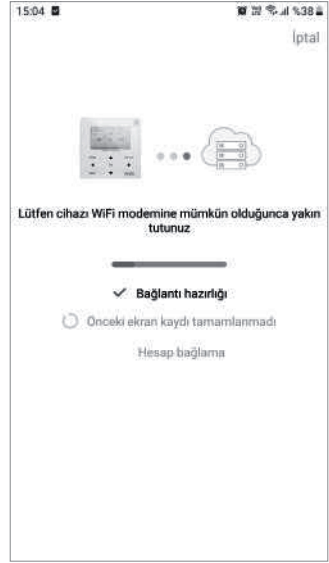 15:04 %38
İptal
Lütfen cihazı WiFi modemine mümkün olduğunca yakın
tutunuz
Bağlantı hazırlığı
Önceki ekran kaydı tamamlanmadı
Hesap bağlama